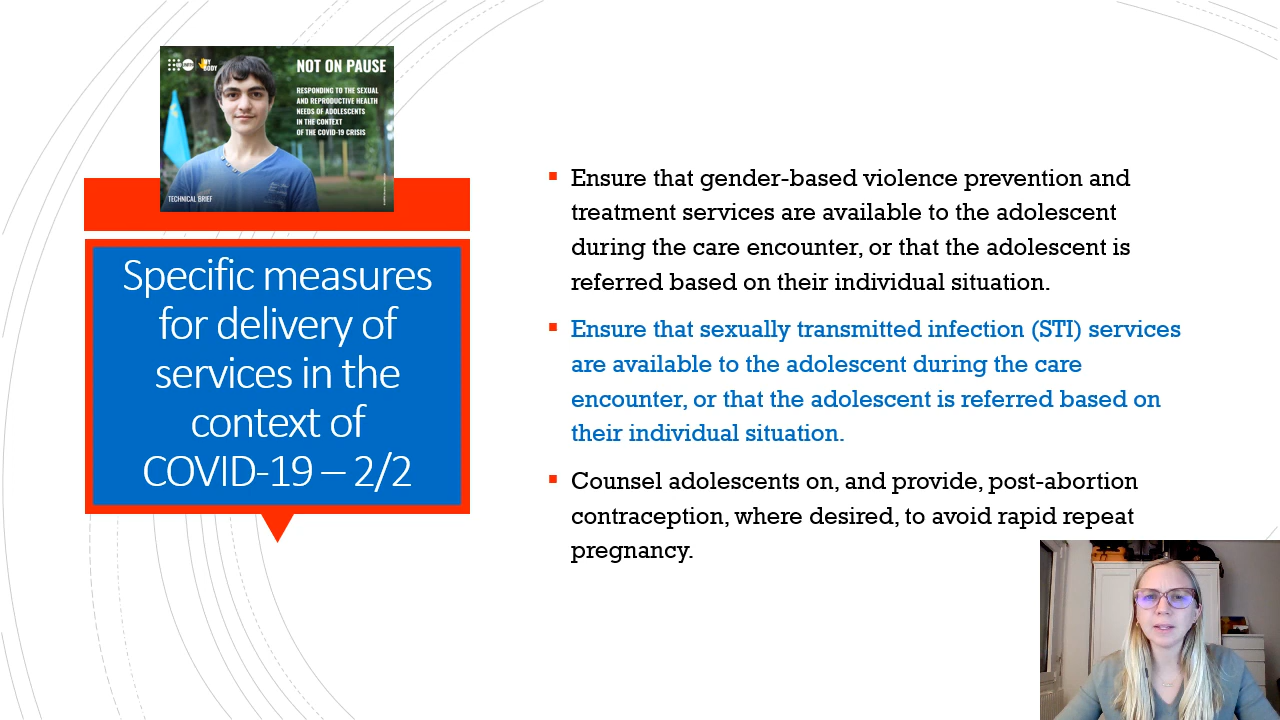 UNFPA
MY
BODY
NOT ON PAUSE
RESPONDING TO THE SEXUAL
AND REPRODUCTIVE HEALTH
NEEDS OF ADOLESCENTS
IN THE CONTEXT
OF THE COVID-19 CRISIS
TECHNICAL BRIEF
Specific measures
for delivery of
services in the
context of
COVID-19 – 2/2
▪ Ensure that gender-based violence prevention and
treatment services are available to the adolescent
during the care encounter, or that the adolescent is
referred based on their individual situation.
▪ Ensure that sexually transmitted infection (STI) services
are available to the adolescent during the care
encounter, or that the adolescent is referred based on
their individual situation.
▪ Counsel adolescents on, and provide, post-abortion
contraception, where desired, to avoid rapid repeat
pregnancy.